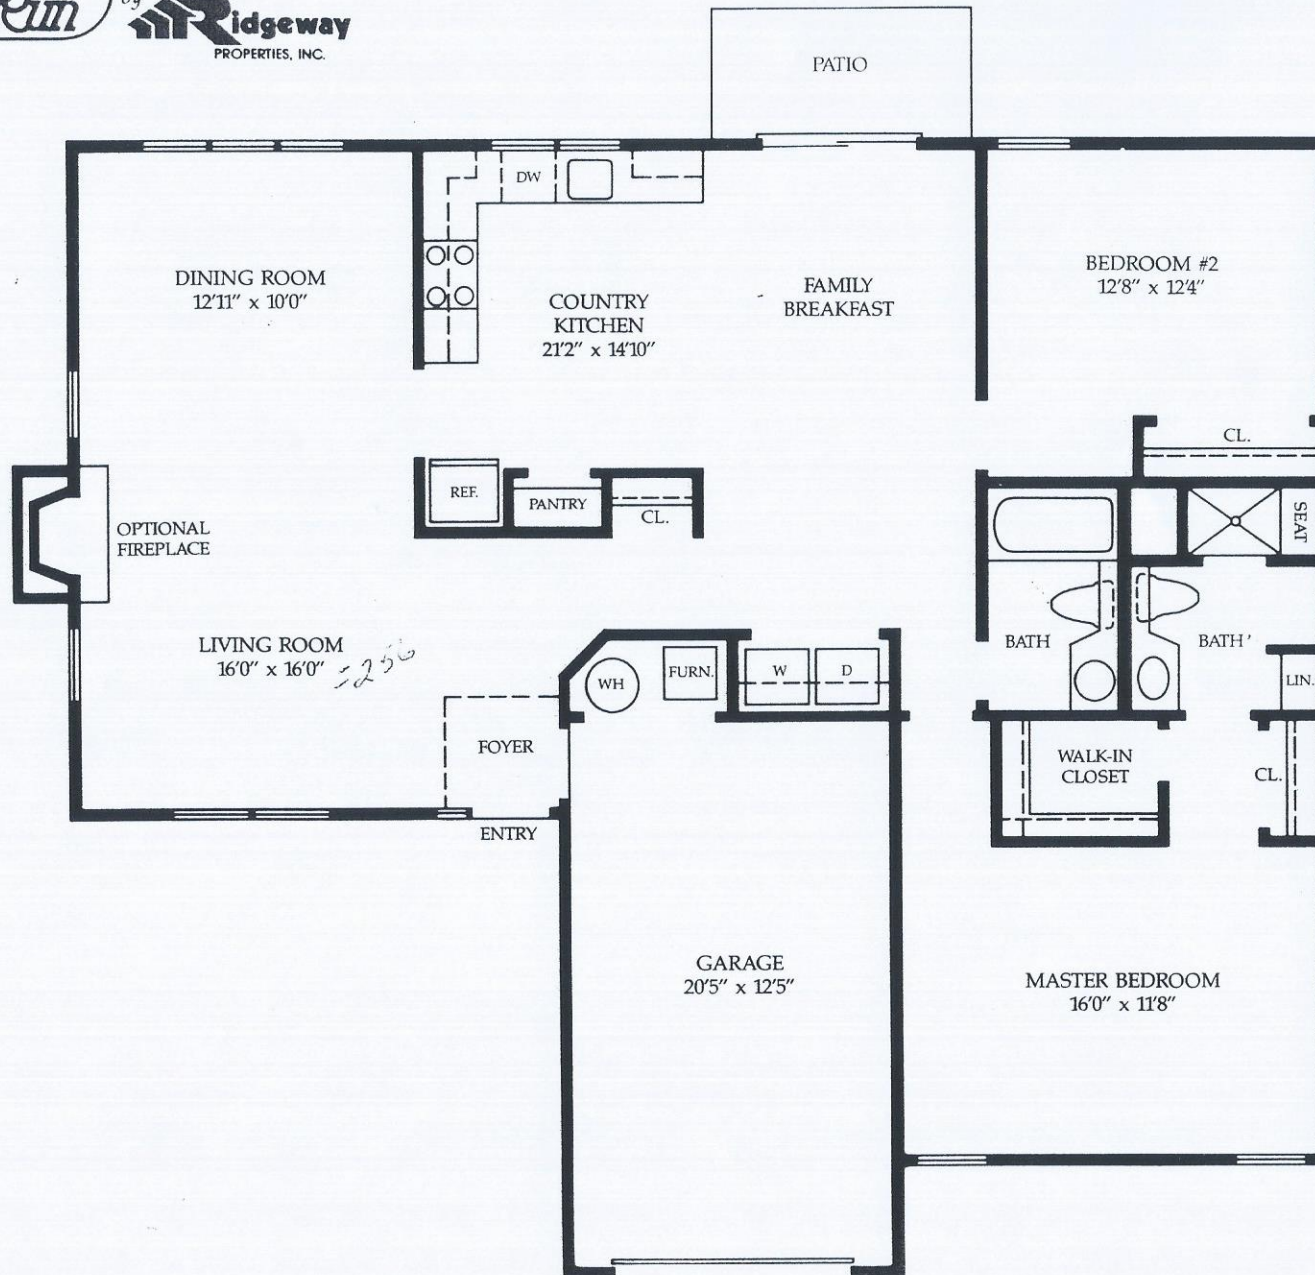 by
Ridgeway
PROPERTIES, INC.
PATIO
DW
DINING ROOM
12'11" x 10'0"
COUNTRY
KITCHEN
21'2" x 14'10"
FAMILY
BREAKFAST
BEDROOM #2
12'8" x 12'4"
CL.
REF.
PANTRY
CL.
SEAT
OPTIONAL
FIREPLACE
LIVING ROOM
16'0" x 16'0" =256
WH
FURN.
W
D
BATH
BATH
LIN.
FOYER
WALK-IN
CLOSET
CL.
ENTRY
GARAGE
20'5" x 12'5"
MASTER BEDROOM
16'0" x 11'8"